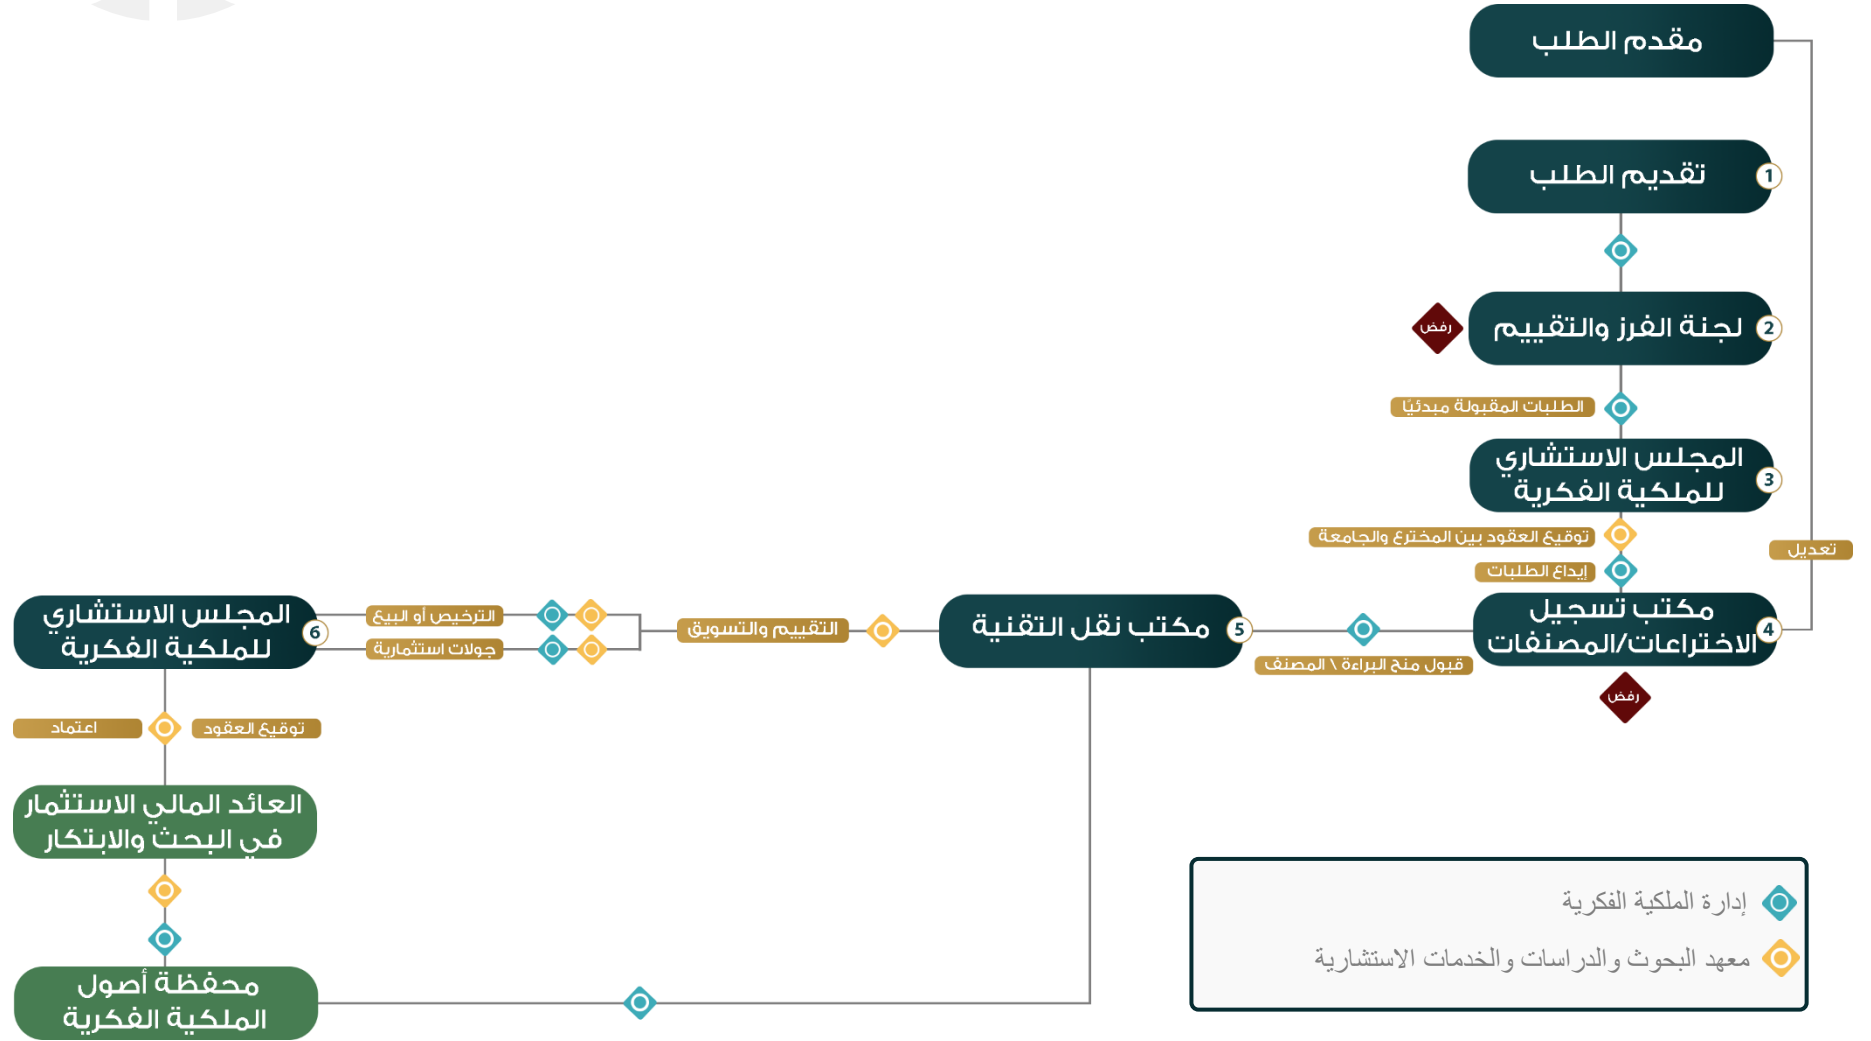 مقدم الطلب
تقديم الطلب
1
لجنة الفرز والتقييم
2
رفض
الطلبات المقبولة مبدئيًا
المجلس الاستشاري
للملكية الفكرية
3
توقيع العقود بين المخترع والجامعة
إيداع الطلبات
تعديل
مكتب تسجيل
الاختراعات/المصنفات
4
رفض
قبول منح البراءة \ المصنف
مكتب نقل التقنية
5
التقييم والتسويق
الترخيص أو البيع
جولات استثمارية
المجلس الاستشاري
للملكية الفكرية
6
توقيع العقود
اعتماد
العائد المالي الاستثمار
في البحث والابتكار
محفظة أصول
الملكية الفكرية
إدارة الملكية الفكرية
معهد البحوث والدراسات والخدمات الاستشارية